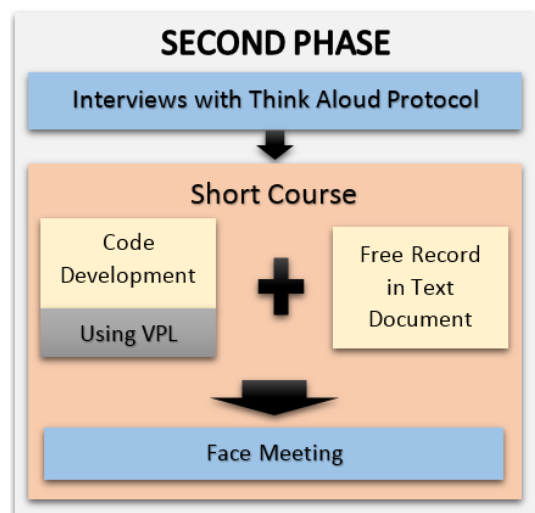 SECOND PHASE
Interviews with Think Aloud Protocol
Short Course
Code
Development
Using VPL
Free Record
in Text
Document
Face Meeting